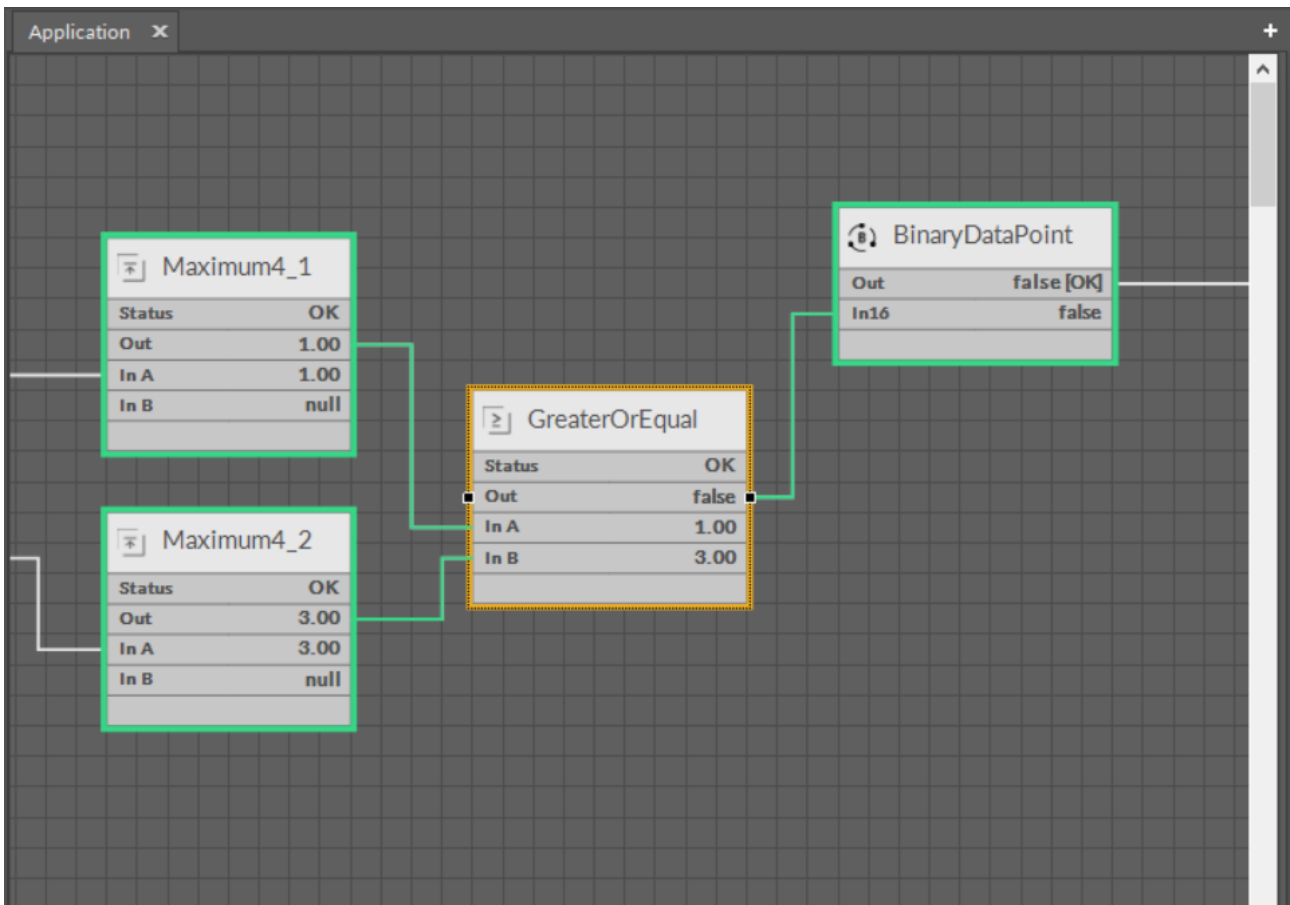 Application
Maximum4_1
Status OK
Out 1.00
In A 1.00
In B null
Maximum4_2
Status OK
Out 3.00
In A 3.00
In B null
≥ GreaterOrEqual
Status OK
Out false
In A 1.00
In B 3.00
B BinaryDataPoint
Out false [OK]
In16 false